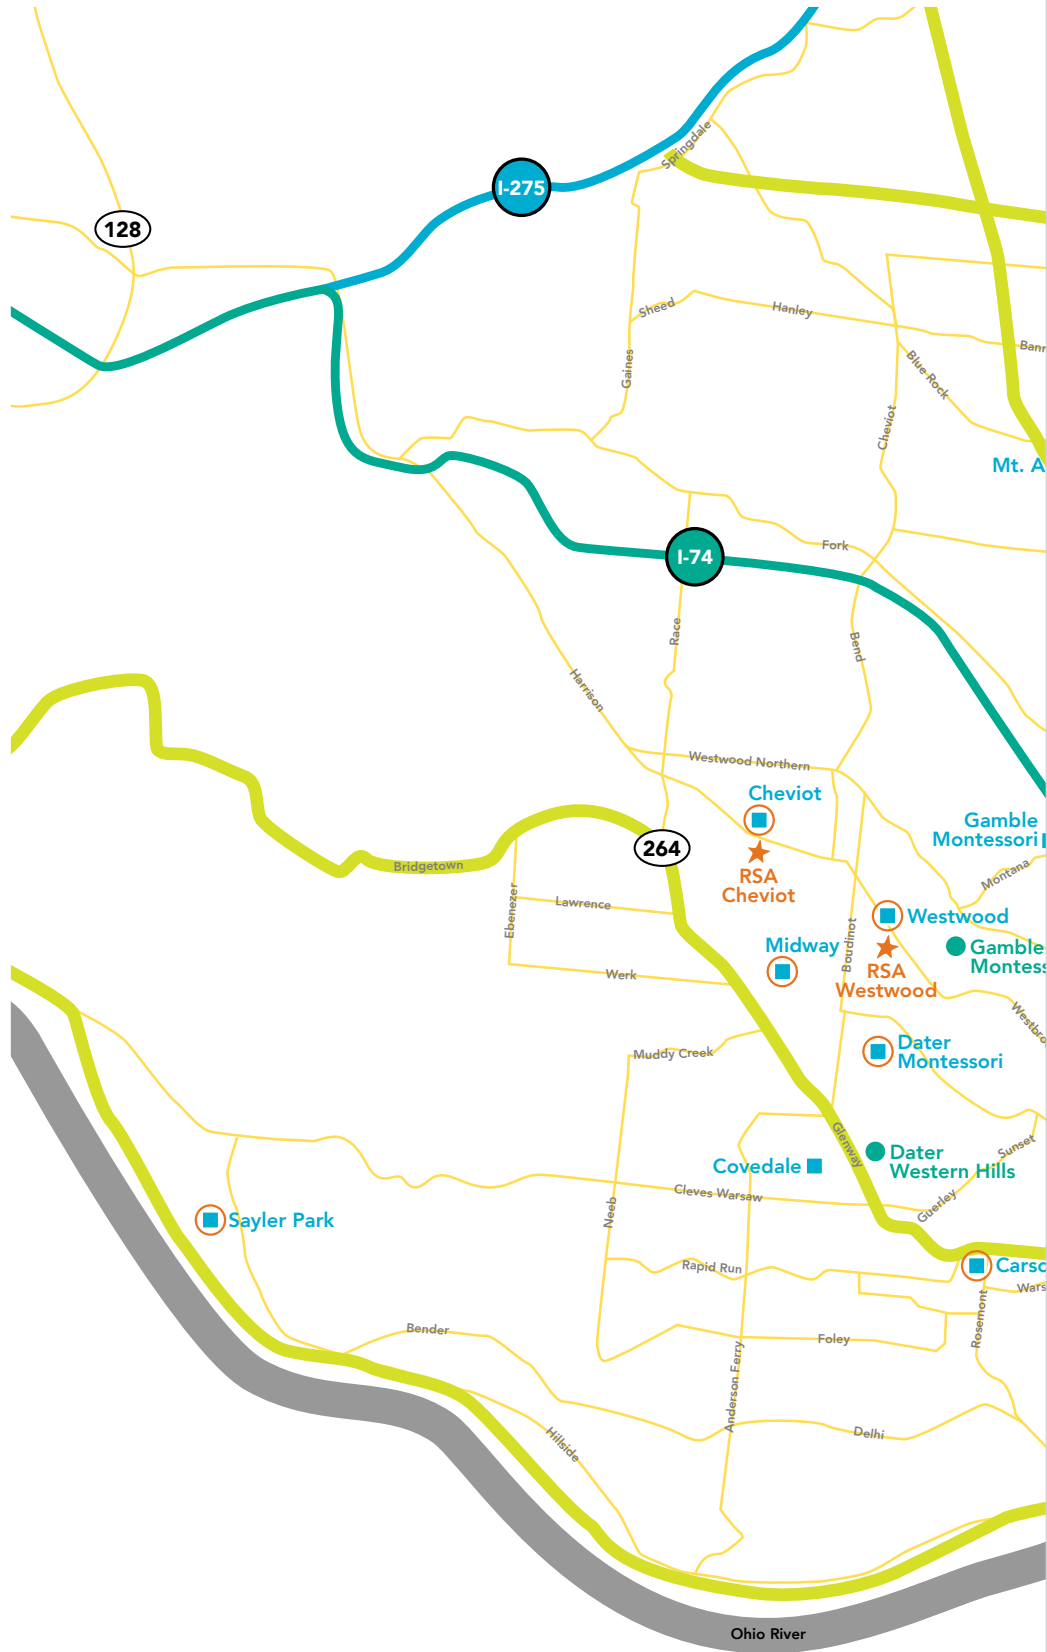 Springdale
I-275
128
Sheed
Hanley
Bann
Gaines
Blue Rock
Cheviot
Mt. A
Fork
I-74
Race
Bend
Harrison
Westwood Northern
Cheviot
Gamble
Montessori
264
RSA
Cheviot
Bridgetown
Montana
Ebenezer
Lawrence
Westwood
Boudinot
Midway
Gamble
Montess
RSA
Westwood
Werk
Westbro
Dater
Montessori
Muddy Creek
Glenway
Sunset
Dater
Western Hills
Covedale
Cleves Warsaw
Guerley
Neeb
Sayler Park
Rapid Run
Carso
Wars
Rosemont
Bender
Foley
Anderson Ferry
Delhi
Hillside
Ohio River